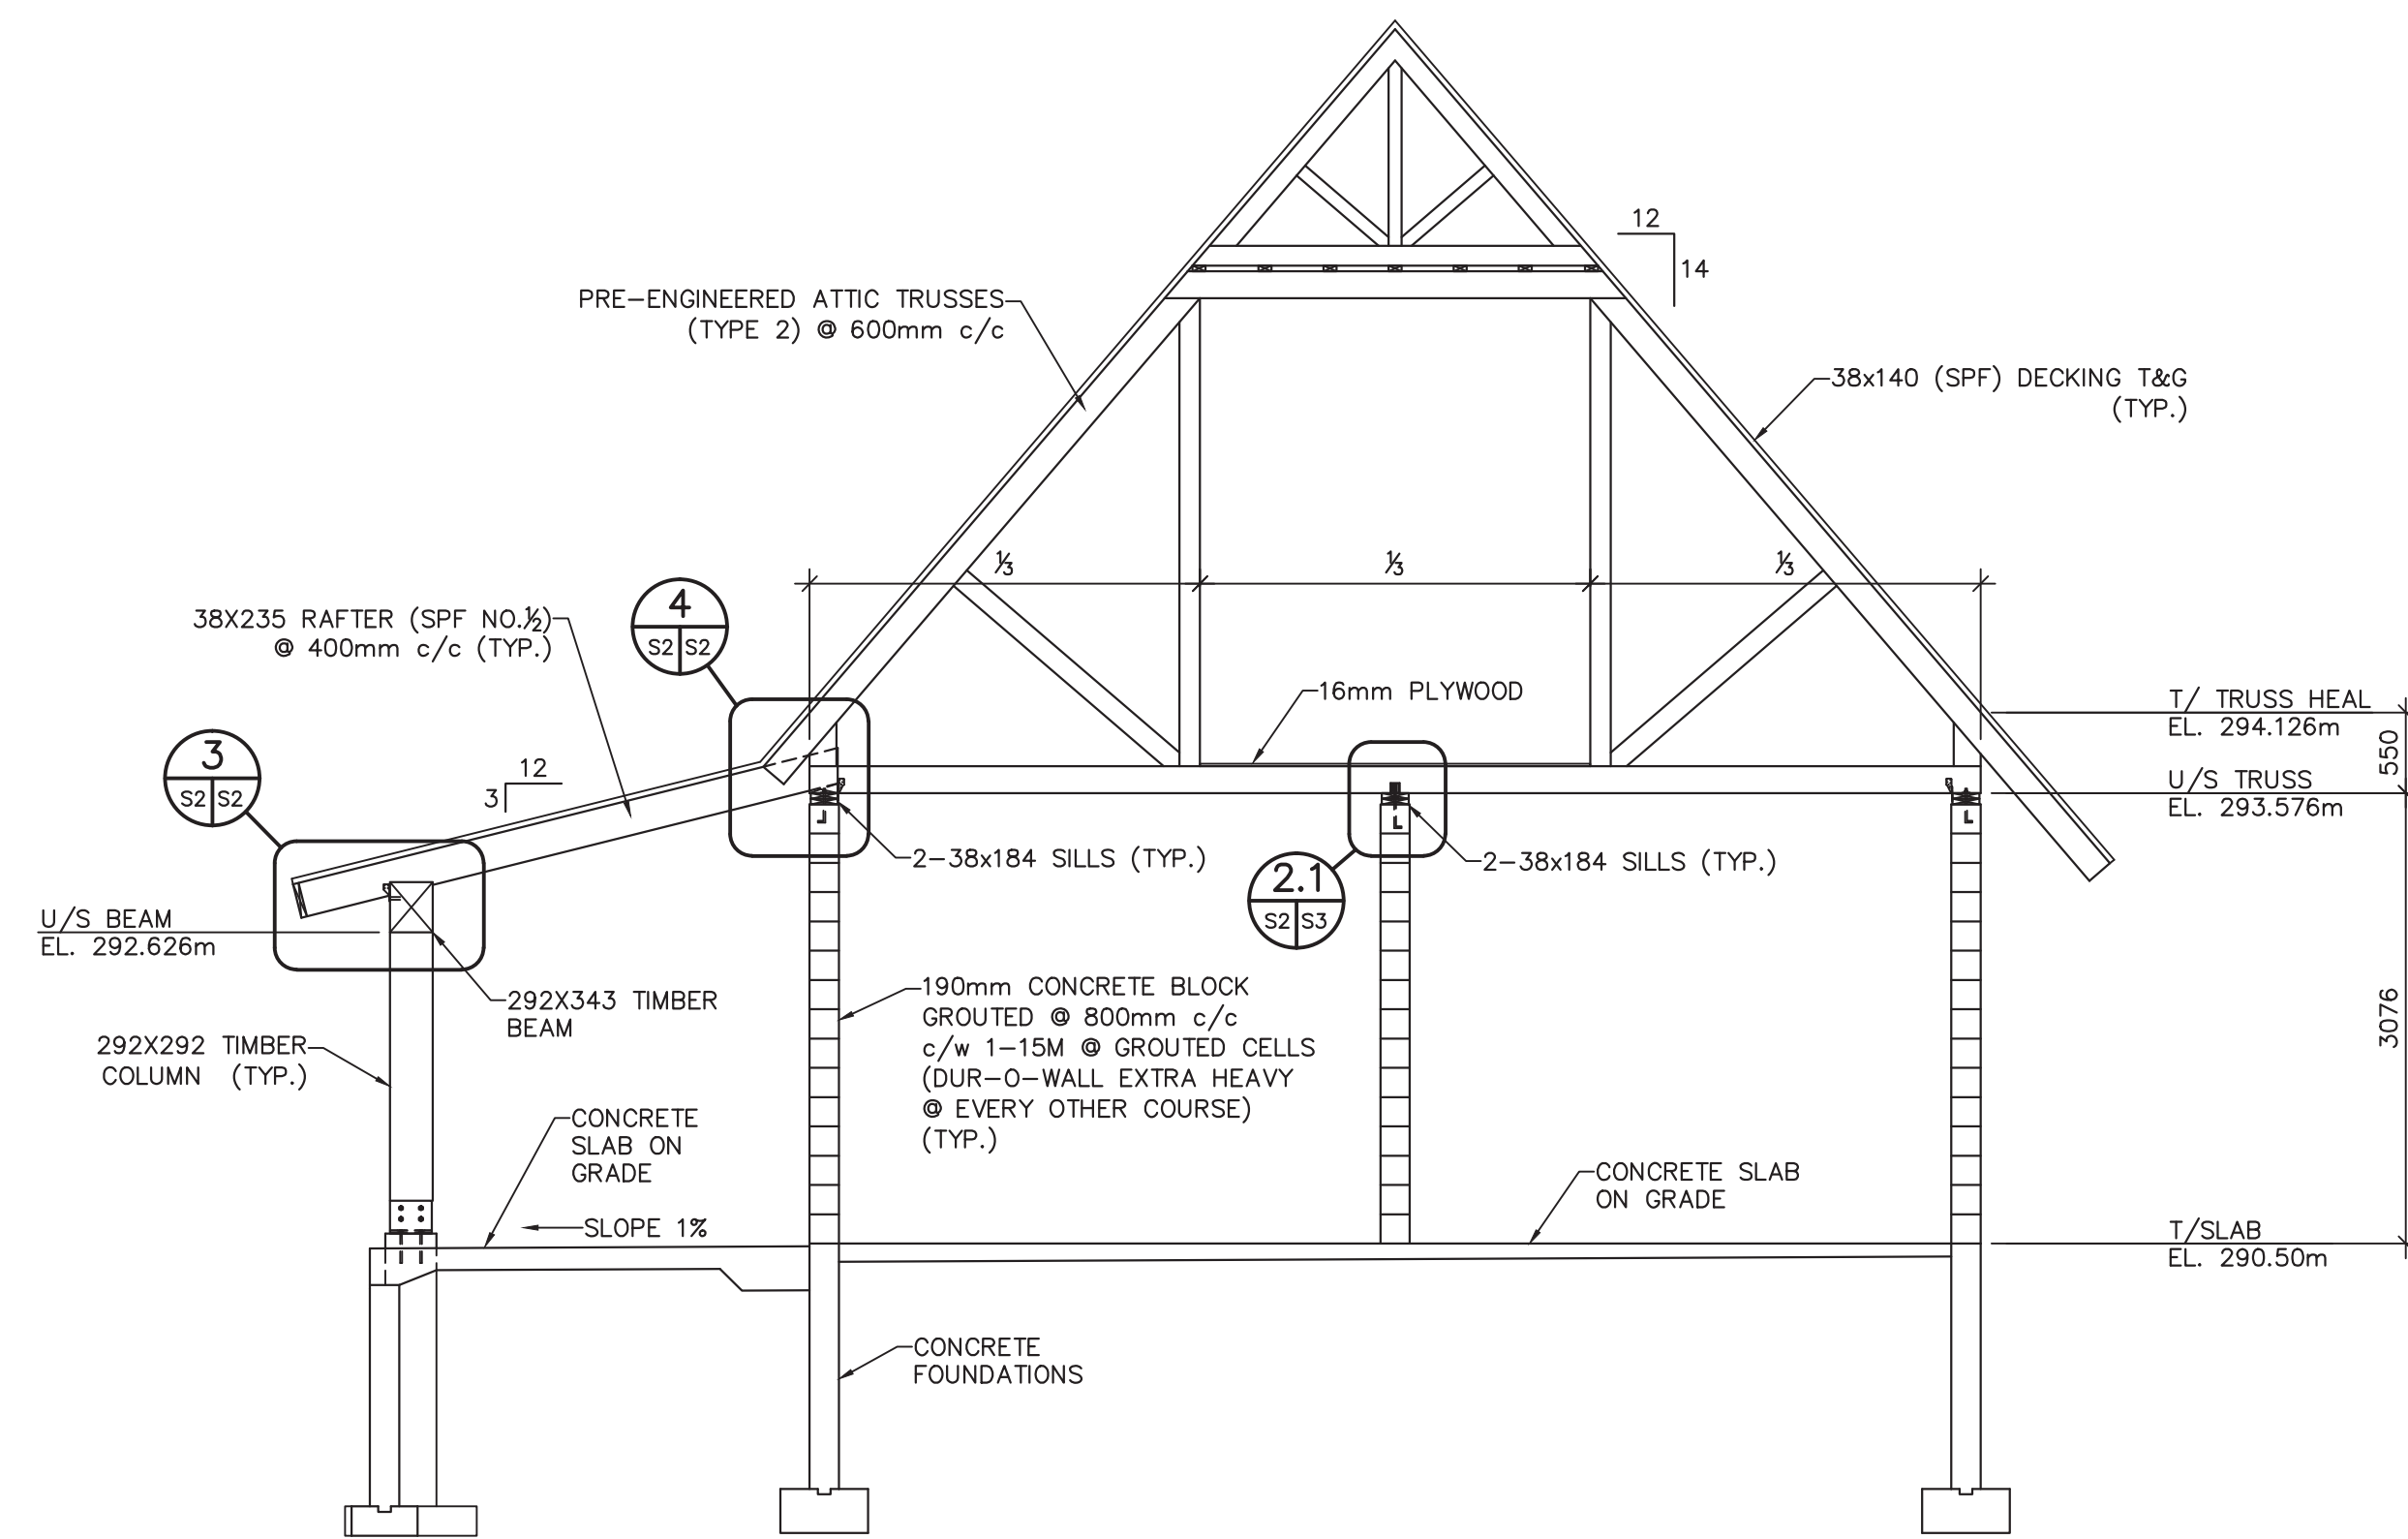 12
14
PRE-ENGINEERED ATTIC TRUSSES
(TYPE 2) @ 600mm c/c
38x140 (SPF) DECKING T&G
(TYP.)
⅓
⅓
⅓
38X235 RAFTER (SPF NO.½)
@ 400mm c/c (TYP.)
4
S2 S2
16mm PLYWOOD
T/ TRUSS HEAL
EL. 294.126m
550
U/S TRUSS
EL. 293.576m
3
S2 S2
12
3
2-38x184 SILLS (TYP.)
2-38x184 SILLS (TYP.)
2.1
S2 S3
U/S BEAM
EL. 292.626m
292X343 TIMBER
BEAM
190mm CONCRETE BLOCK
GROUTED @ 800mm c/c
c/w 1-15M @ GROUTED CELLS
(DUR-O-WALL EXTRA HEAVY
@ EVERY OTHER COURSE)
(TYP.)
3076
292X292 TIMBER
COLUMN (TYP.)
CONCRETE
SLAB ON
GRADE
CONCRETE SLAB
ON GRADE
SLOPE 1%
T/SLAB
EL. 290.50m
CONCRETE
FOUNDATIONS